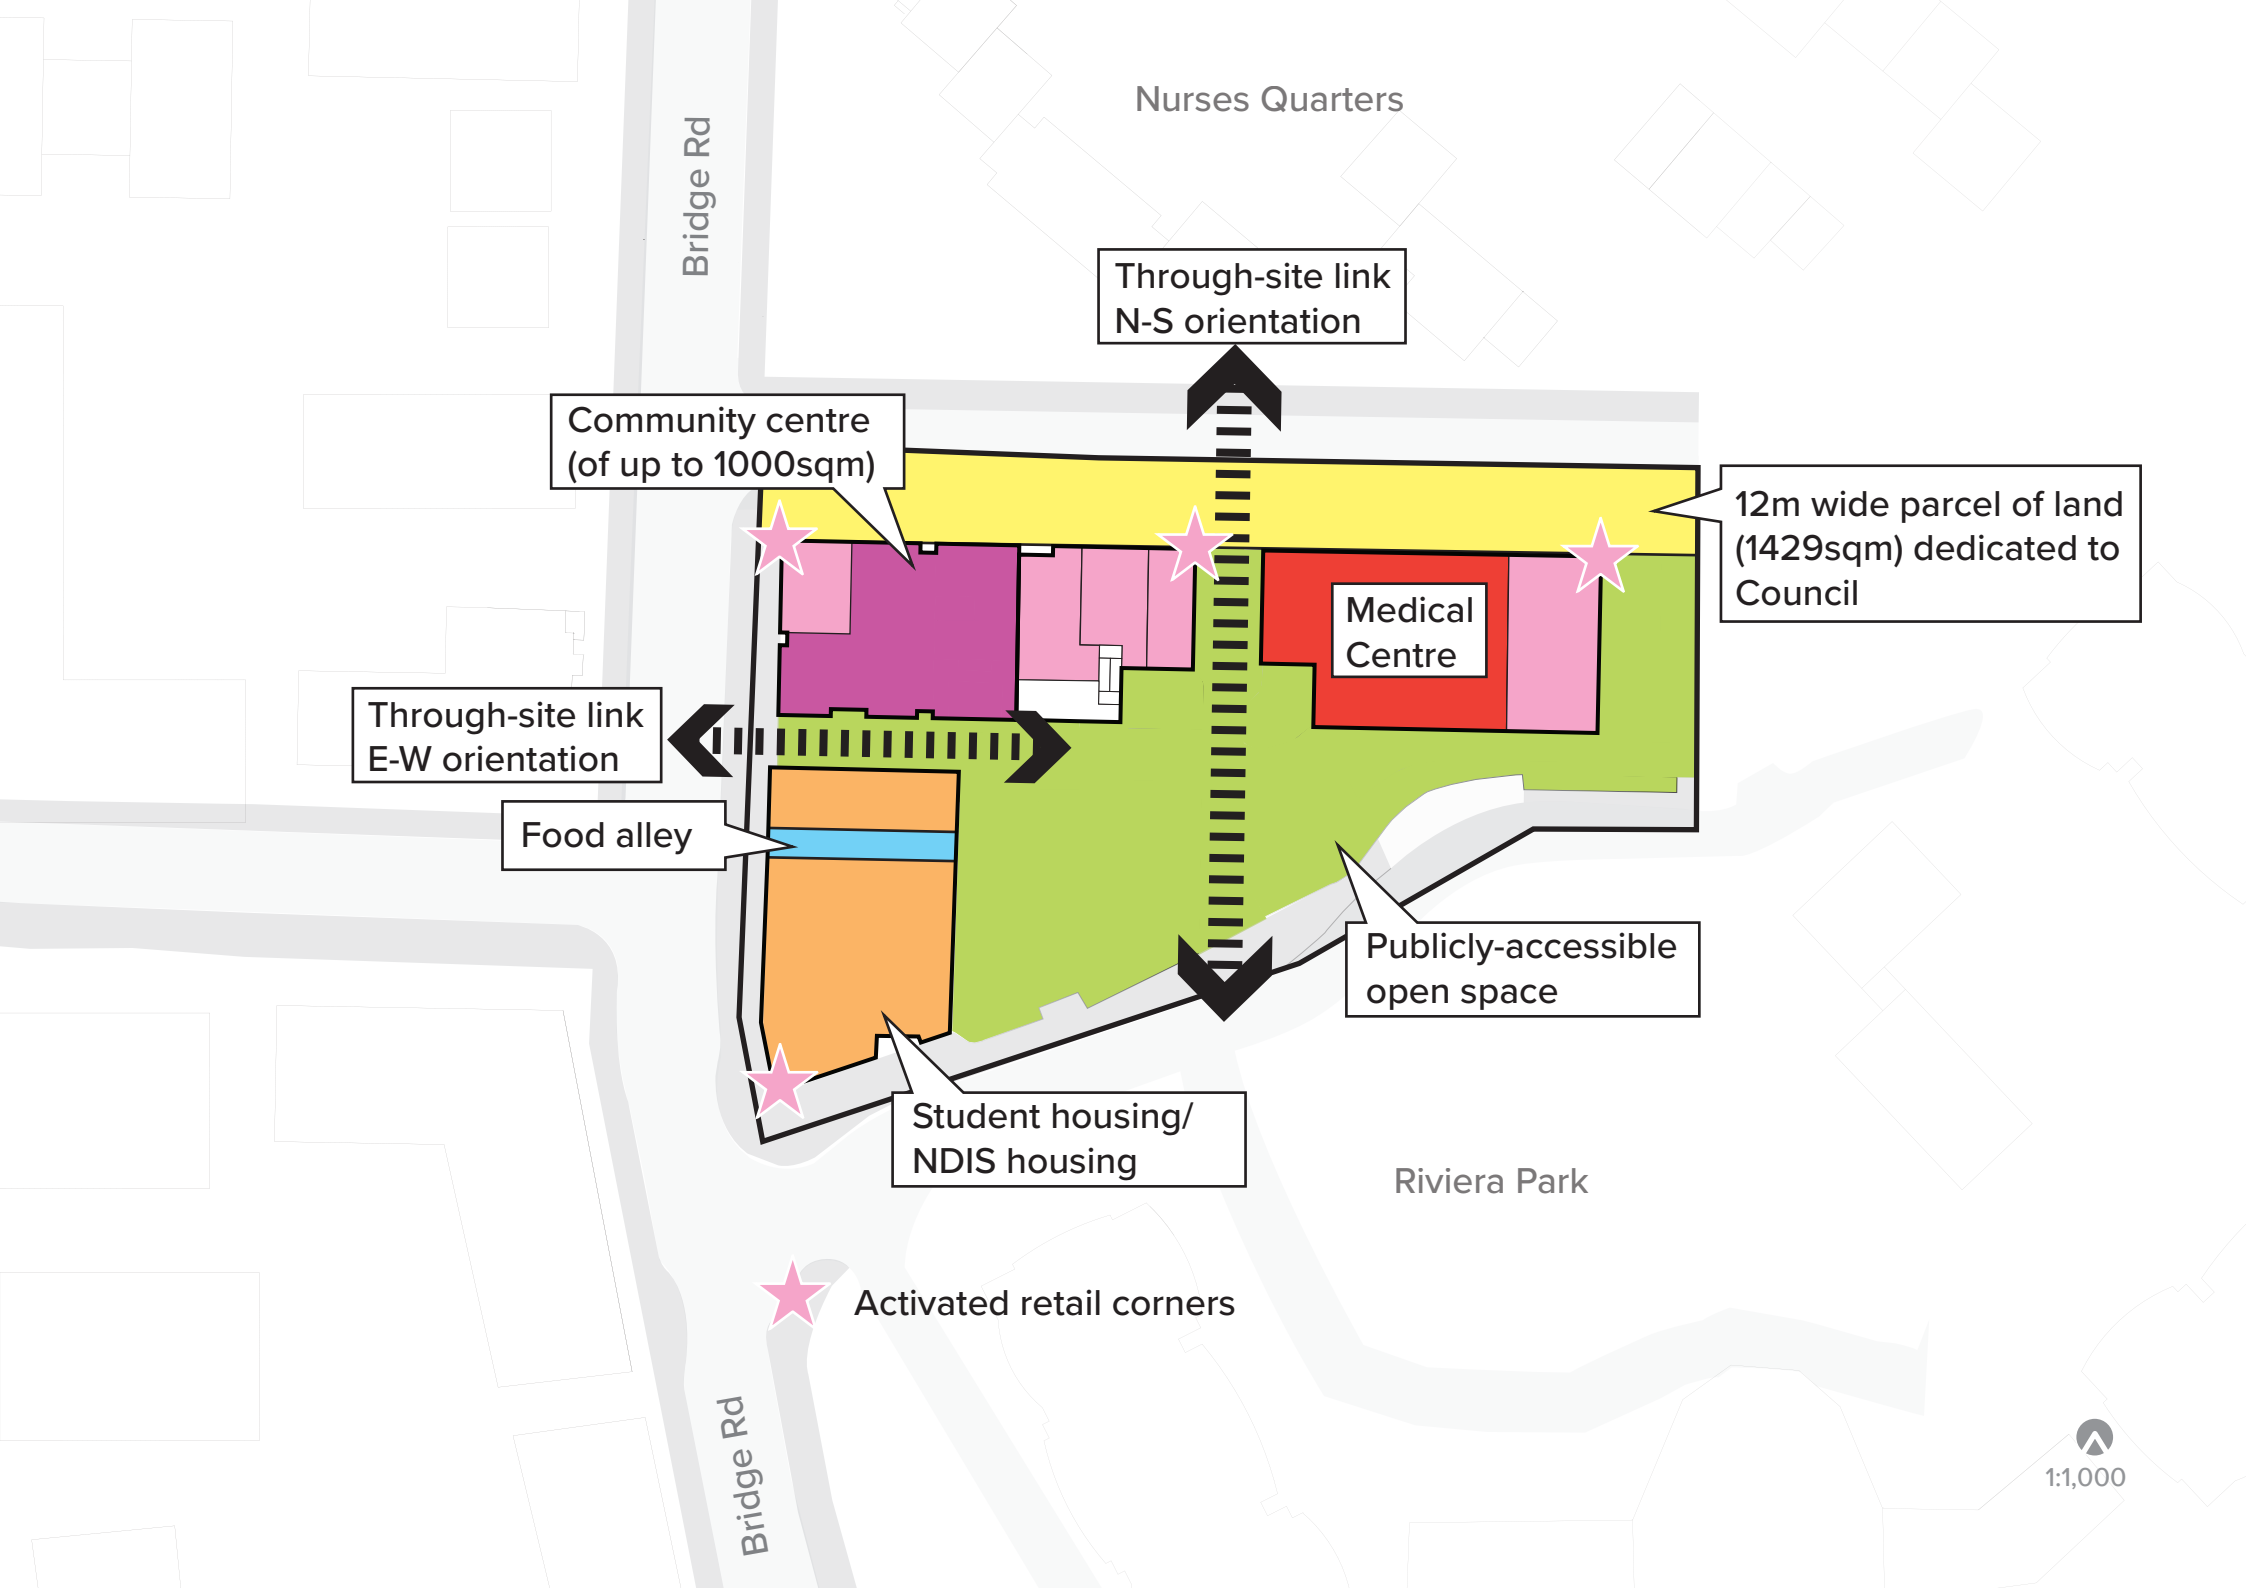 Nurses Quarters
Bridge Rd
Through-site link
N-S orientation
Community centre
(of up to 1000sqm)
12m wide parcel of land
(1429sqm) dedicated to
Council
Medical
Centre
Through-site link
E-W orientation
Food alley
Publicly-accessible
open space
Student housing/
NDIS housing
Riviera Park
Activated retail corners
Bridge Rd
1:1,000